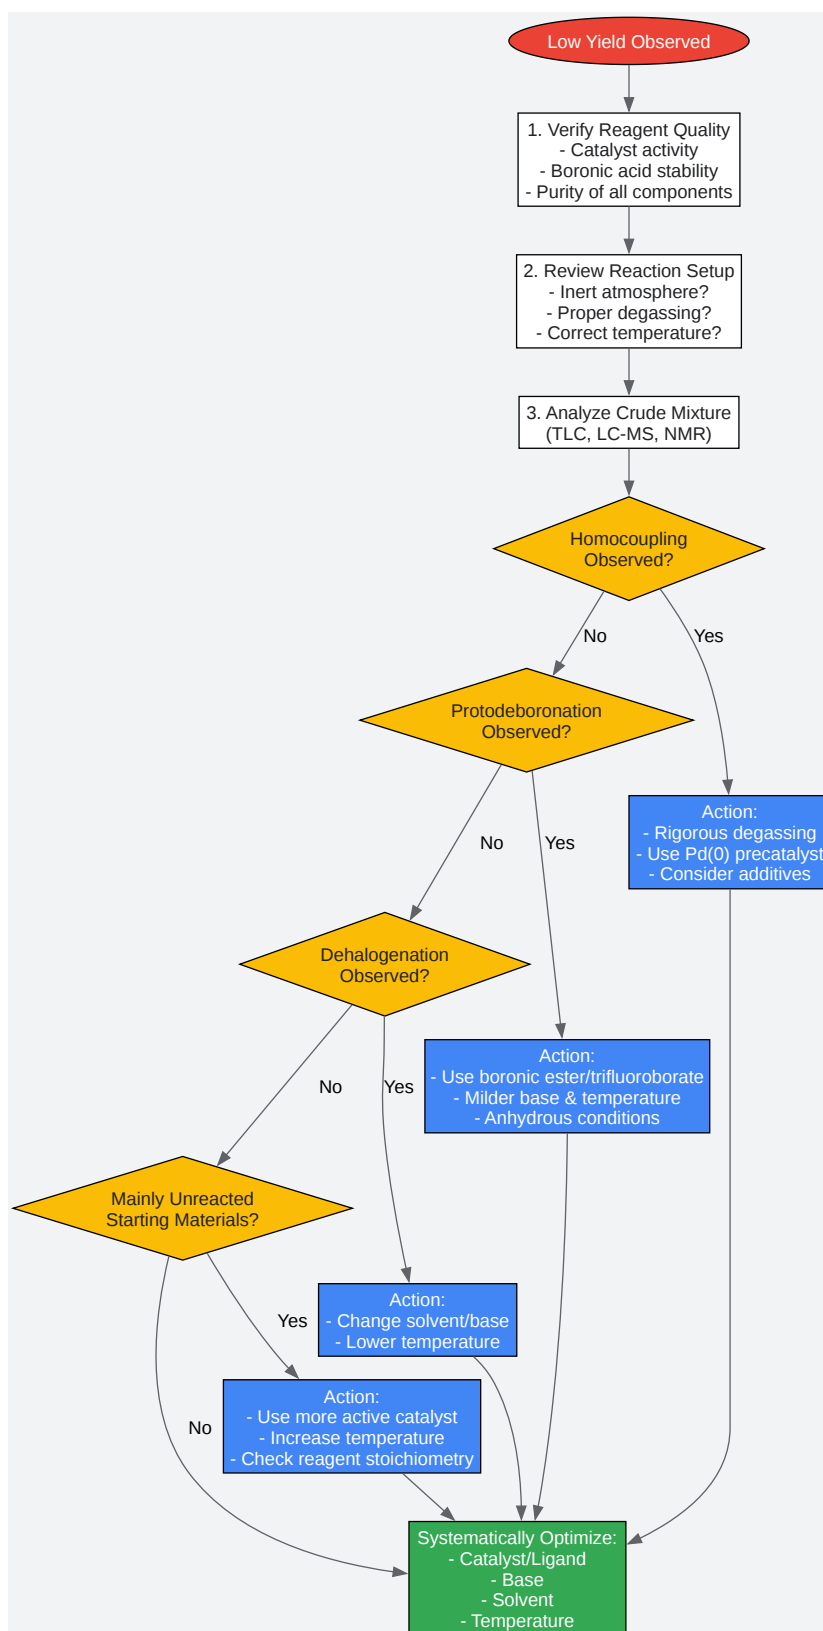 Low Yield Observed
1. Verify Reagent Quality
- Catalyst activity
- Boronic acid stability
- Purity of all components
2. Review Reaction Setup
- Inert atmosphere?
- Proper degassing?
- Correct temperature?
3. Analyze Crude Mixture
(TLC, LC-MS, NMR)
Homocoupling
Observed?
No
Yes
Protodeboronation
Observed?
Action:
- Rigorous degassing
- Use Pd(0) precatalyst
- Consider additives
No
Yes
Dehalogenation
Observed?
Action:
- Use boronic ester/trifluoroborate
- Milder base & temperature
- Anhydrous conditions
No
Yes
Mainly Unreacted
Starting Materials?
Action:
- Change solvent/base
- Lower temperature
Yes
Action:
- Use more active catalyst
- Increase temperature
- Check reagent stoichiometry
No
Systematically Optimize:
- Catalyst/Ligand
- Base
- Solvent
- Temperature